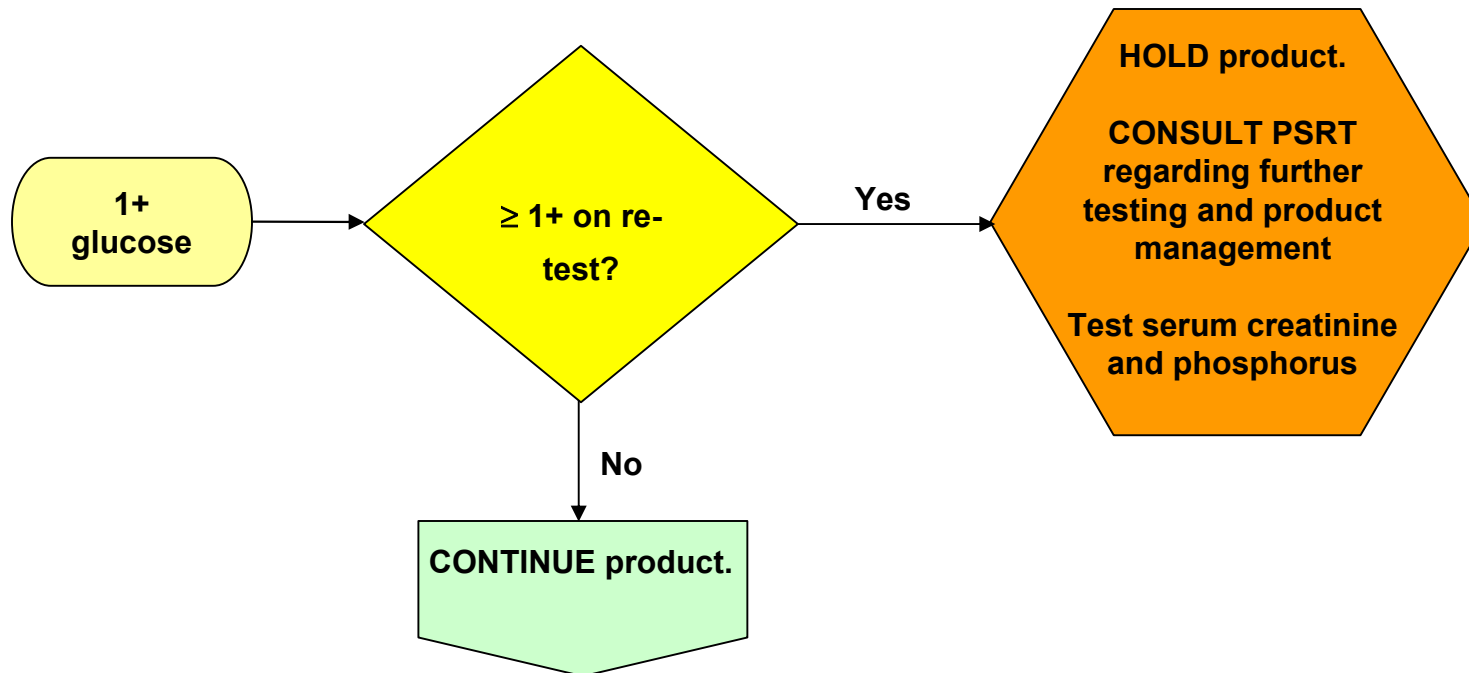 1+
glucose
≥ 1+ on re-
test?
Yes
HOLD product.
CONSULT PSRT
regarding further
testing and product
management
Test serum creatinine
and phosphorus
No
CONTINUE product.